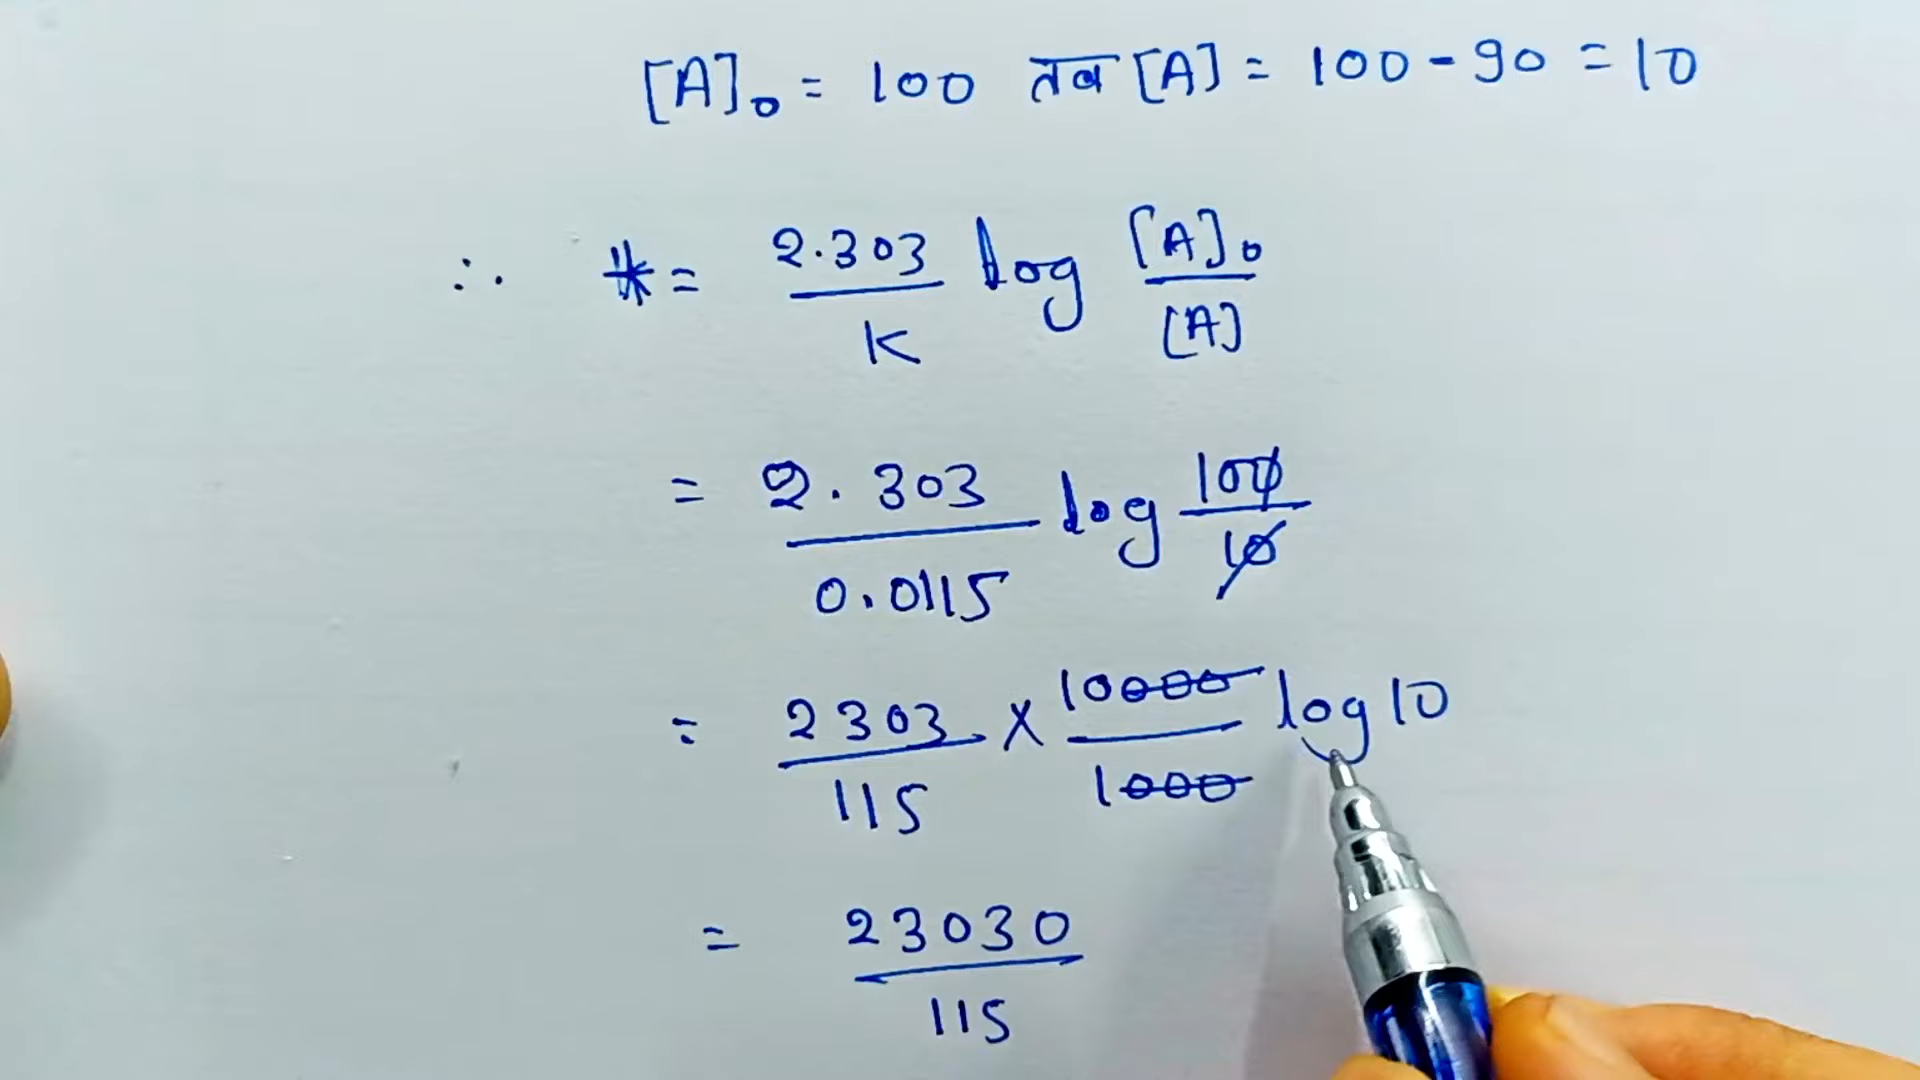 [A]₀ = 100 तब [A] = 100 - 90 = 10
∴ t = 2.303/K log [A]₀/[A]
= 2.303/0.0115 log 100/10
= 2303/115 × 10000/1000 log 10
= 23030/115